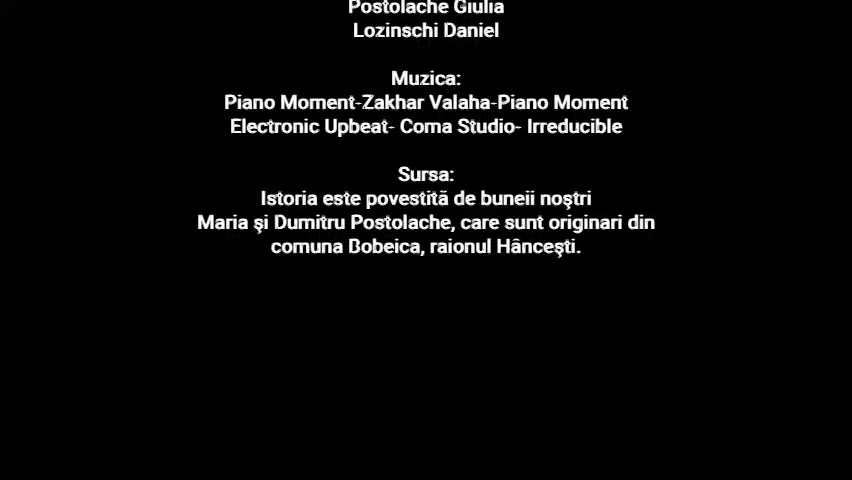 Postolache Giulia
Lozinschi Daniel
Muzica:
Piano Moment-Zakhar Valaha-Piano Moment
Electronic Upbeat- Coma Studio- Irreducible
Sursa:
Istoria este povestită de buneii noştri
Maria şi Dumitru Postolache, care sunt originari din
comuna Bobeica, raionul Hânceşti.